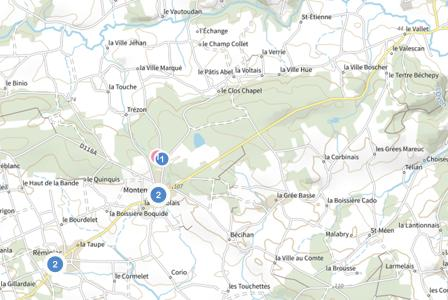 le Vautoudan
St-Étienne
l'Échange
le Vallet
la Ville Jéhan
le Champ Collet
le Valescan
la Verrie
la Ville Marqué
le Pâtis Abel
la Voltais
la Ville Hue
la Ville Boscher
le Tertre Béchepy
le Binio
la Touche
le Clos Chapel
Trézon
D118A
1
les Grées Mareuc
la Corbinais
Télian
le Haut de la Bande
le Quinquis
Monten
2
107
la Grée Basse
la Boissière Cado
la Boissière Boquidé
le Bourdelet
St-Méen
la Lantionnais
la Taupe
Bécihan
Malabry
2
la Ville au Comte
Larmelais
la Brousse
le Cormelet
Corio
la Gillardaie
les Touchettes